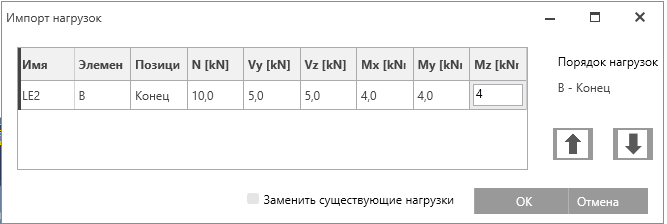 Импорт нагрузок
Имя Элемен Позици N [kN] Vy [kN] Vz [kN] Mx [kNı My [kNı Mz [kNı
LE2 B Конец 10,0 5,0 5,0 4,0 4,0 4
Порядок нагрузок
B - Конец
Заменить существующие нагрузки
ОК Отмена